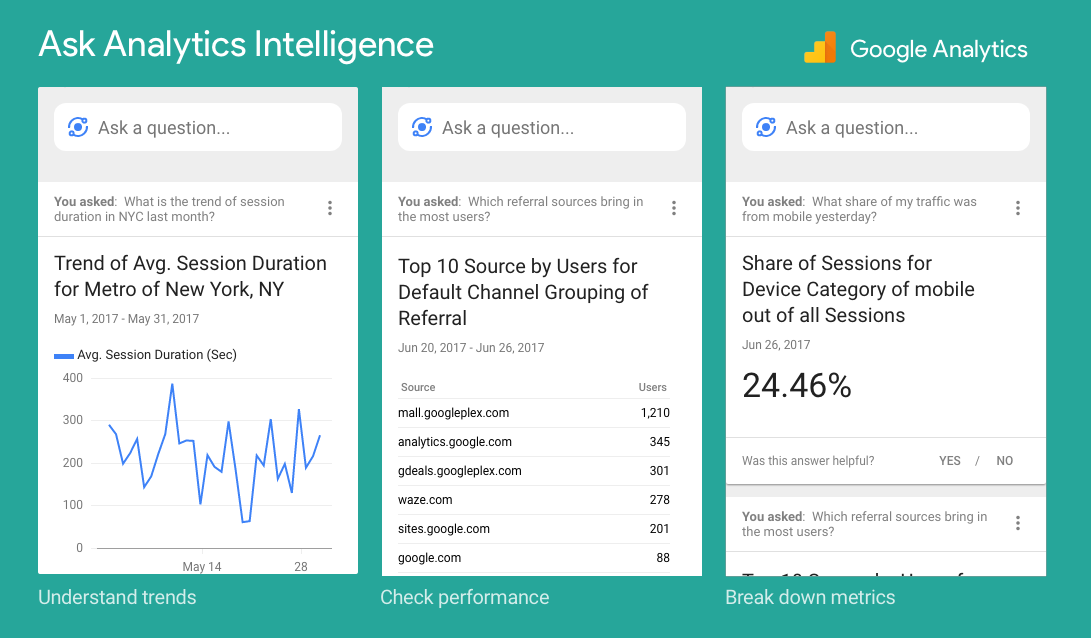 Ask Analytics Intelligence
Google Analytics
Ask a question...
You asked: What is the trend of session
duration in NYC last month?
Trend of Avg. Session Duration
for Metro of New York, NY
May 1, 2017 - May 31, 2017
Avg. Session Duration (Sec)
400
300
200
100
0
May 14
28
Understand trends
Ask a question...
You asked: Which referral sources bring in
the most users?
Top 10 Source by Users for
Default Channel Grouping of
Referral
Jun 20, 2017 - Jun 26, 2017
Source Users
mall.googleplex.com 1,210
analytics.google.com 345
gdeals.googleplex.com 301
waze.com 278
sites.google.com 201
google.com 88
Check performance
Ask a question...
You asked: What share of my traffic was
from mobile yesterday?
Share of Sessions for
Device Category of mobile
out of all Sessions
Jun 26, 2017
24.46%
Was this answer helpful? YES / NO
You asked: Which referral sources bring in
the most users?
Break down metrics